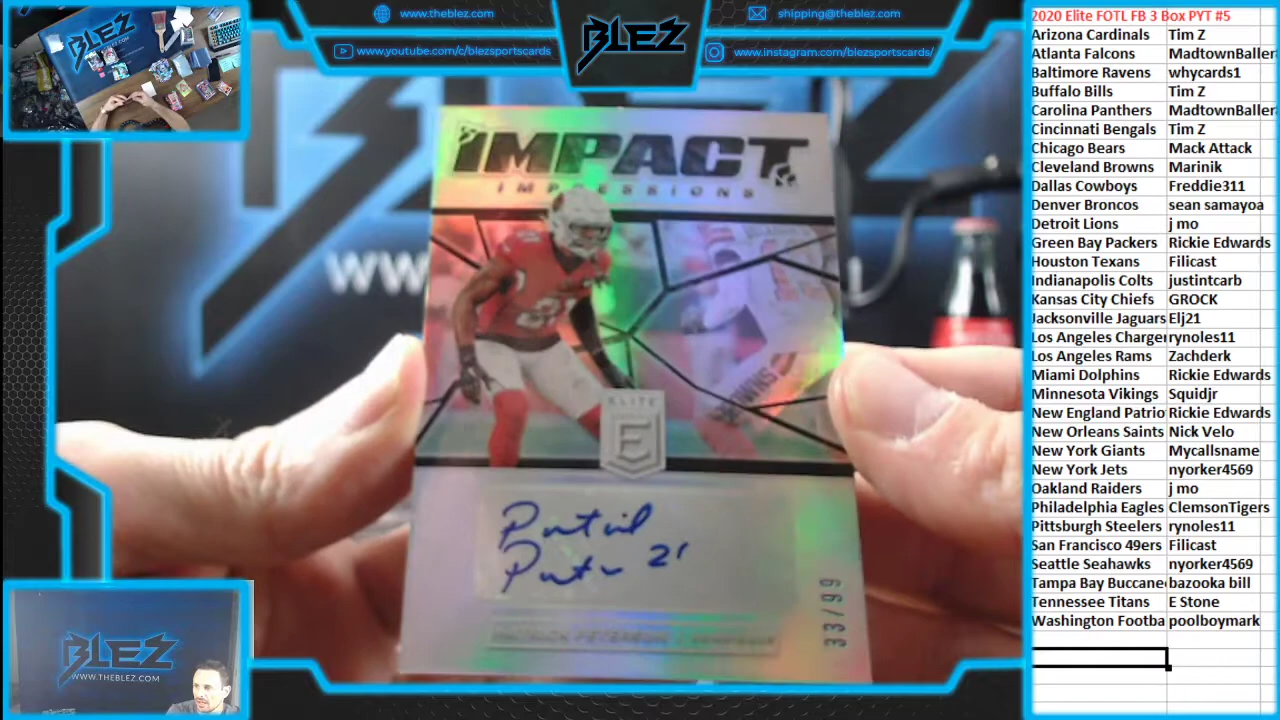 www.theblez.com
www.youtube.com/c/blezsportscards
BLEZ
shipping@theblez.com
www.instagram.com/blezsportscards/
2020 Elite FOTL FB 3 Box PYT #5
Arizona Cardinals Tim Z
Atlanta Falcons MadtownBaller
Baltimore Ravens whycards1
Buffalo Bills Tim Z
Carolina Panthers MadtownBaller
Cincinnati Bengals Tim Z
Chicago Bears Mack Attack
Cleveland Browns Marinik
Dallas Cowboys Freddie311
Denver Broncos sean samayoa
Detroit Lions j mo
Green Bay Packers Rickie Edwards
Houston Texans Filicast
Indianapolis Colts justintcarb
Kansas City Chiefs GROCK
Jacksonville Jaguars Elj21
Los Angeles Charger rynoles11
Los Angeles Rams Zachderk
Miami Dolphins Rickie Edwards
Minnesota Vikings Squidjr
New England Patrio Rickie Edwards
New Orleans Saints Nick Velo
New York Giants Mycallsname
New York Jets nyorker4569
Oakland Raiders j mo
Philadelphia Eagles ClemsonTigers
Pittsburgh Steelers rynoles11
San Francisco 49ers Filicast
Seattle Seahawks nyorker4569
Tampa Bay Buccanee bazooka bill
Tennessee Titans E Stone
Washington Footba poolboymark
IMPACT
IMPRESSIONS
21
ELITE
E
21
33/99
WW
BLEZ
WWW.THEBLEZ.COM